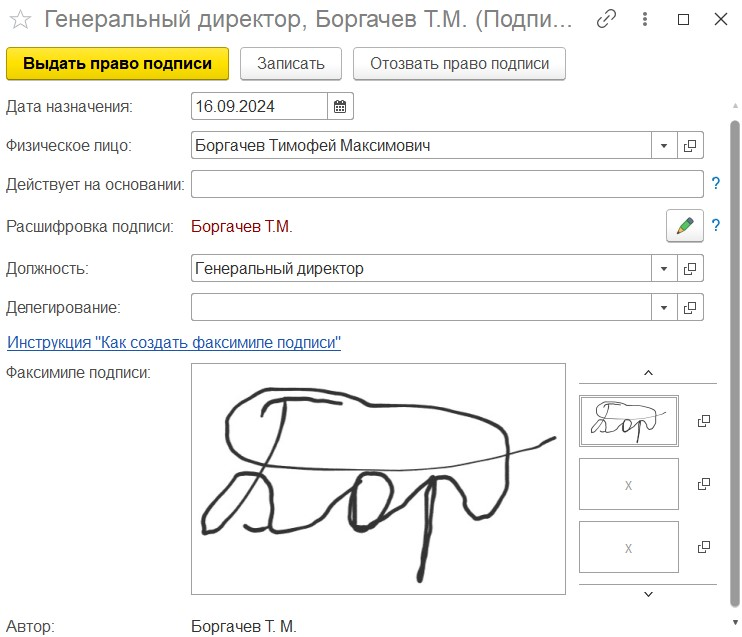 Генеральный директор, Боргачев Т.М. (Подпи...
Выдать право подписи Записать Отозвать право подписи
Дата назначения: 16.09.2024
Физическое лицо: Боргачев Тимофей Максимович
Действует на основании: ?
Расшифровка подписи: Боргачев Т.М. ?
Должность: Генеральный директор
Делегирование:
Инструкция "Как создать факсимиле подписи"
Факсимиле подписи:
Бор
x
x
Автор: Боргачев Т. М.